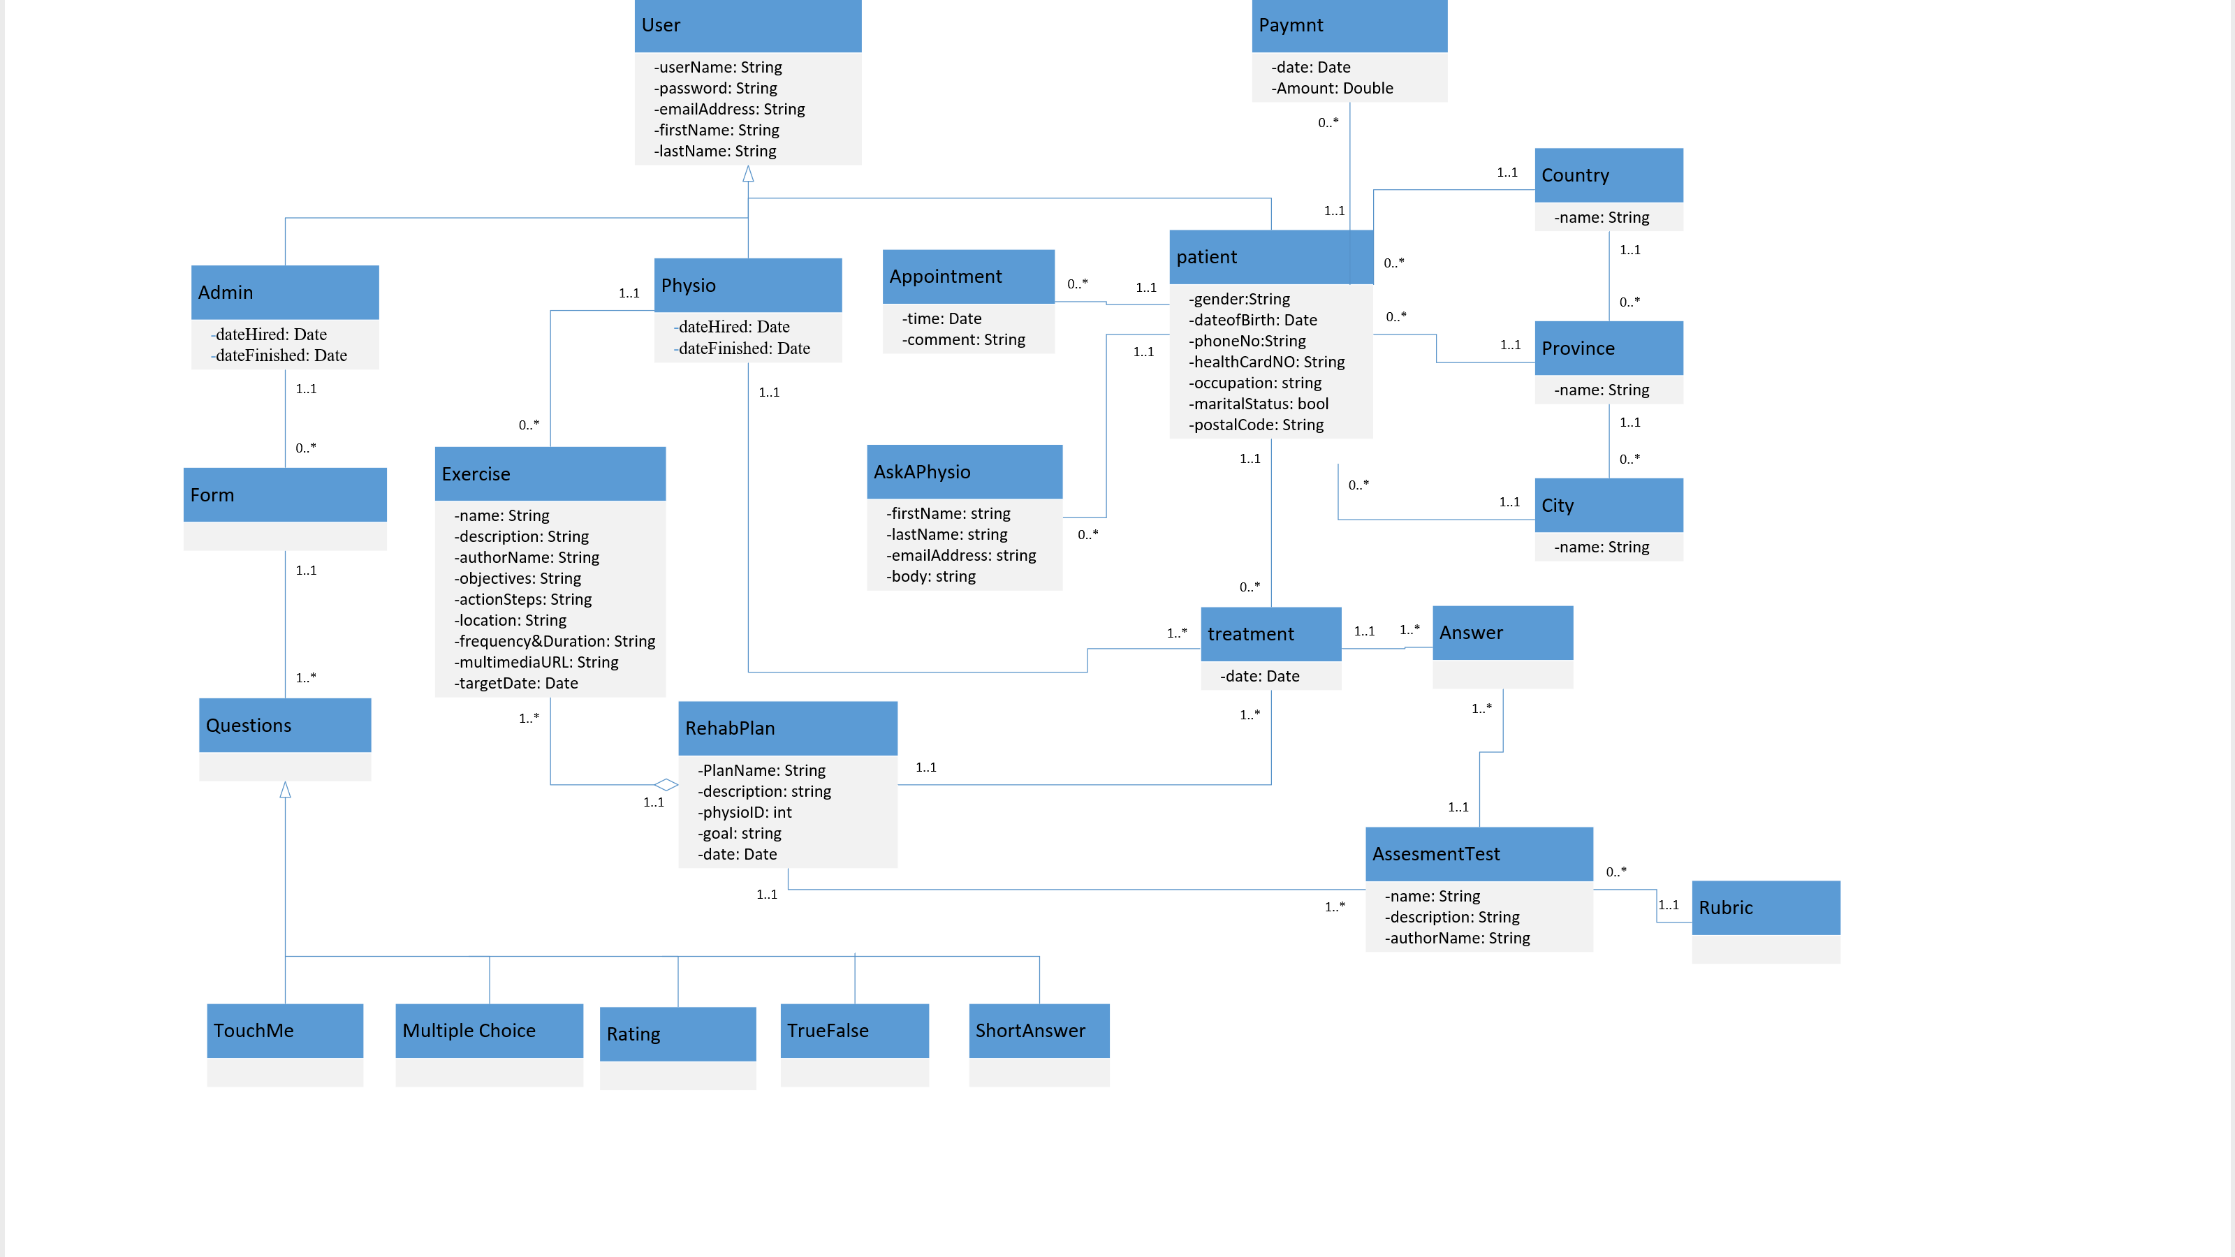 User
-userName: String
-password: String
-emailAddress: String
-firstName: String
-lastName: String
Paymnt
-date: Date
-Amount: Double
0..*
1..1
Country
-name: String
1..1
1..1
0..*
Admin
-dateHired: Date
-dateFinished: Date
1..1
0..*
Physio
-dateHired: Date
-dateFinished: Date
1..1
1..1
0..*
Appointment
-time: Date
-comment: String
0..*
1..1
patient
-gender:String
-dateofBirth: Date
-phoneNo:String
-healthCardNO: String
-occupation: string
-maritalStatus: bool
-postalCode: String
0..*
0..*
1..1
1..1
Province
-name: String
1..1
0..*
Form
1..1
1..*
Exercise
-name: String
-description: String
-authorName: String
-objectives: String
-actionSteps: String
-location: String
-frequency&Duration: String
-multimediaURL: String
-targetDate: Date
1..*
AskAPhysio
-firstName: string
-lastName: string
-emailAddress: string
-body: string
0..*
1..1
0..*
0..*
1..1
City
-name: String
1..*
treatment
-date: Date
1..1
1..*
Answer
1..*
1..*
Questions
RehabPlan
-PlanName: String
-description: string
-physioID: int
-goal: string
-date: Date
1..1
1..1
1..1
1..*
1..1
AssesmentTest
-name: String
-description: String
-authorName: String
0..*
1..1
Rubric
TouchMe
Multiple Choice
Rating
TrueFalse
ShortAnswer